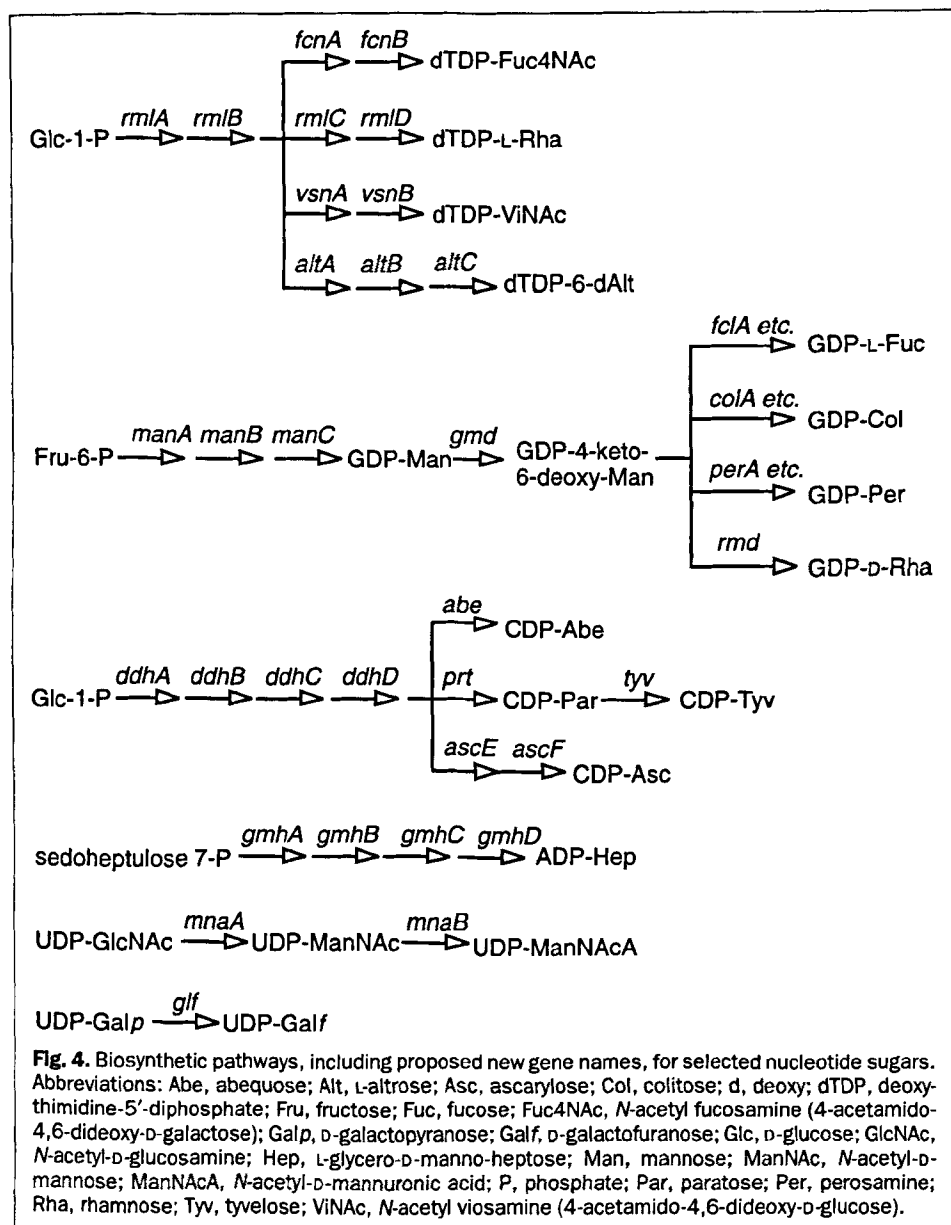 fcnA fcnB
dTDP-Fuc4NAc
Glc-1-P rmlA rmlB rmlC rmlD dTDP-L-Rha
vsnA vsnB
dTDP-ViNAc
altA altB altC
dTDP-6-dAlt
fclA etc.
GDP-L-Fuc
colA etc.
GDP-Col
Fru-6-P manA manB manC GDP-Man gmd GDP-4-keto-
6-deoxy-Man
perA etc.
GDP-Per
rmd
GDP-D-Rha
abe
CDP-Abe
Glc-1-P ddhA ddhB ddhC ddhD prt CDP-Par tyv CDP-Tyv
ascE ascF
CDP-Asc
sedoheptulose 7-P gmhA gmhB gmhC gmhD ADP-Hep
UDP-GlcNAc mnaA UDP-ManNAc mnaB UDP-ManNAcA
UDP-Galp glf UDP-Galf
Fig. 4. Biosynthetic pathways, including proposed new gene names, for selected nucleotide sugars.
Abbreviations: Abe, abequose; Alt, L-altrose; Asc, ascarylose; Col, colitose; d, deoxy; dTDP, deoxy-
thimidine-5′-diphosphate; Fru, fructose; Fuc, fucose; Fuc4NAc, N-acetyl fucosamine (4-acetamido-
4,6-dideoxy-D-galactose); Galp, D-galactopyranose; Galf, D-galactofuranose; Glc, D-glucose; GlcNAc,
N-acetyl-D-glucosamine; Hep, L-glycero-D-manno-heptose; Man, mannose; ManNAc, N-acetyl-D-
mannose; ManNAcA, N-acetyl-D-mannuronic acid; P, phosphate; Par, paratose; Per, perosamine;
Rha, rhamnose; Tyv, tyvelose; ViNAc, N-acetyl viosamine (4-acetamido-4,6-dideoxy-D-glucose).